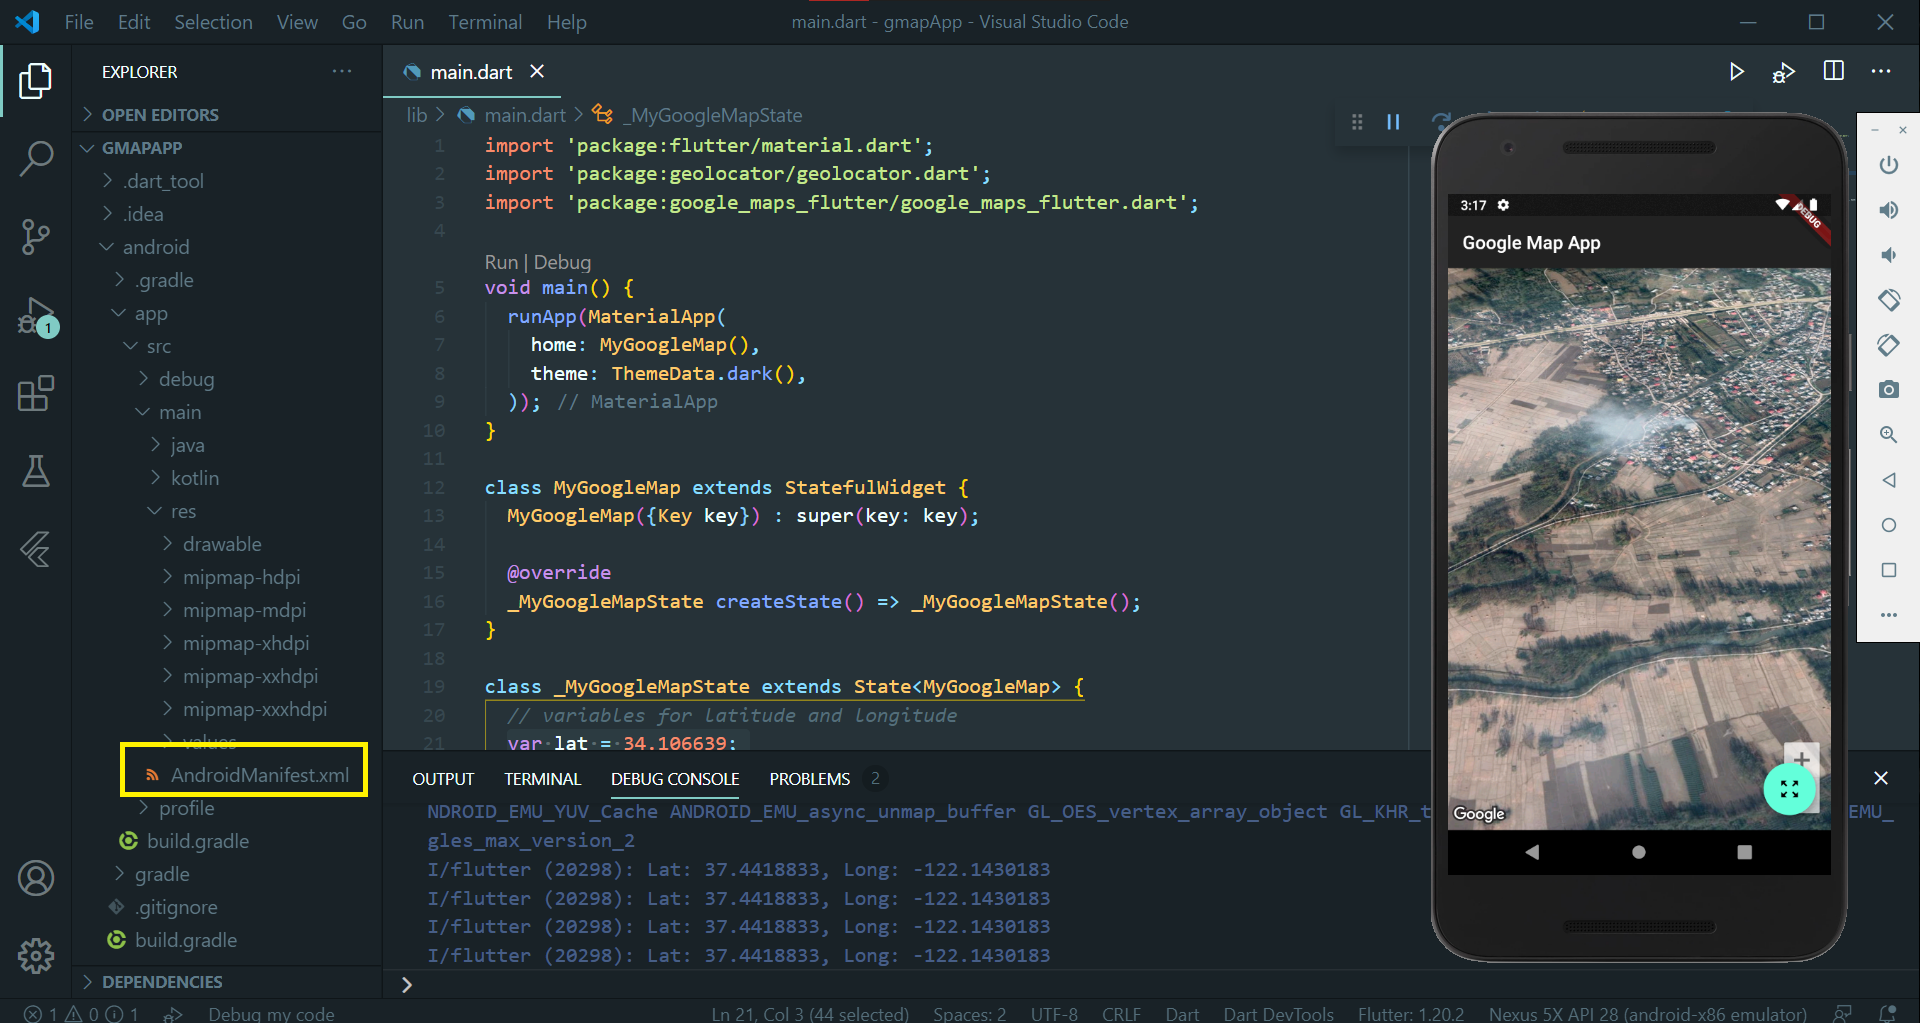 File Edit Selection View Go Run Terminal Help
main.dart - gmapApp - Visual Studio Code
EXPLORER
OPEN EDITORS
GMAPAPP
.dart_tool
.idea
android
.gradle
app
src
debug
main
java
kotlin
res
drawable
mipmap-hdpi
mipmap-mdpi
mipmap-xhdpi
mipmap-xxhdpi
mipmap-xxxhdpi
values
AndroidManifest.xml
profile
build.gradle
gradle
.gitignore
build.gradle
DEPENDENCIES
1
main.dart
lib > main.dart > _MyGoogleMapState
1 import 'package:flutter/material.dart';
2 import 'package:geolocator/geolocator.dart';
3 import 'package:google_maps_flutter/google_maps_flutter.dart';
4
Run | Debug
5 void main() {
6 runApp(MaterialApp(
7 home: MyGoogleMap(),
8 theme: ThemeData.dark(),
9 )); // MaterialApp
10 }
11
12 class MyGoogleMap extends StatefulWidget {
13 MyGoogleMap({Key key}) : super(key: key);
14
15 @override
16 _MyGoogleMapState createState() => _MyGoogleMapState();
17 }
18
19 class _MyGoogleMapState extends State<MyGoogleMap> {
20 // variables for latitude and longitude
21 var lat = 34.106639;
OUTPUT TERMINAL DEBUG CONSOLE PROBLEMS 2
NDROID_EMU_YUV_Cache ANDROID_EMU_async_unmap_buffer GL_OES_vertex_array_object GL_KHR_t
EMU_
gles_max_version_2
I/flutter (20298): Lat: 37.4418833, Long: -122.1430183
I/flutter (20298): Lat: 37.4418833, Long: -122.1430183
I/flutter (20298): Lat: 37.4418833, Long: -122.1430183
I/flutter (20298): Lat: 37.4418833, Long: -122.1430183
3:17
DEBUG
Google Map App
Google
1 0 1 Debug my code
Ln 21, Col 3 (44 selected) Spaces: 2 UTF-8 CRLF Dart Dart DevTools Flutter: 1.20.2 Nexus 5X API 28 (android-x86 emulator)